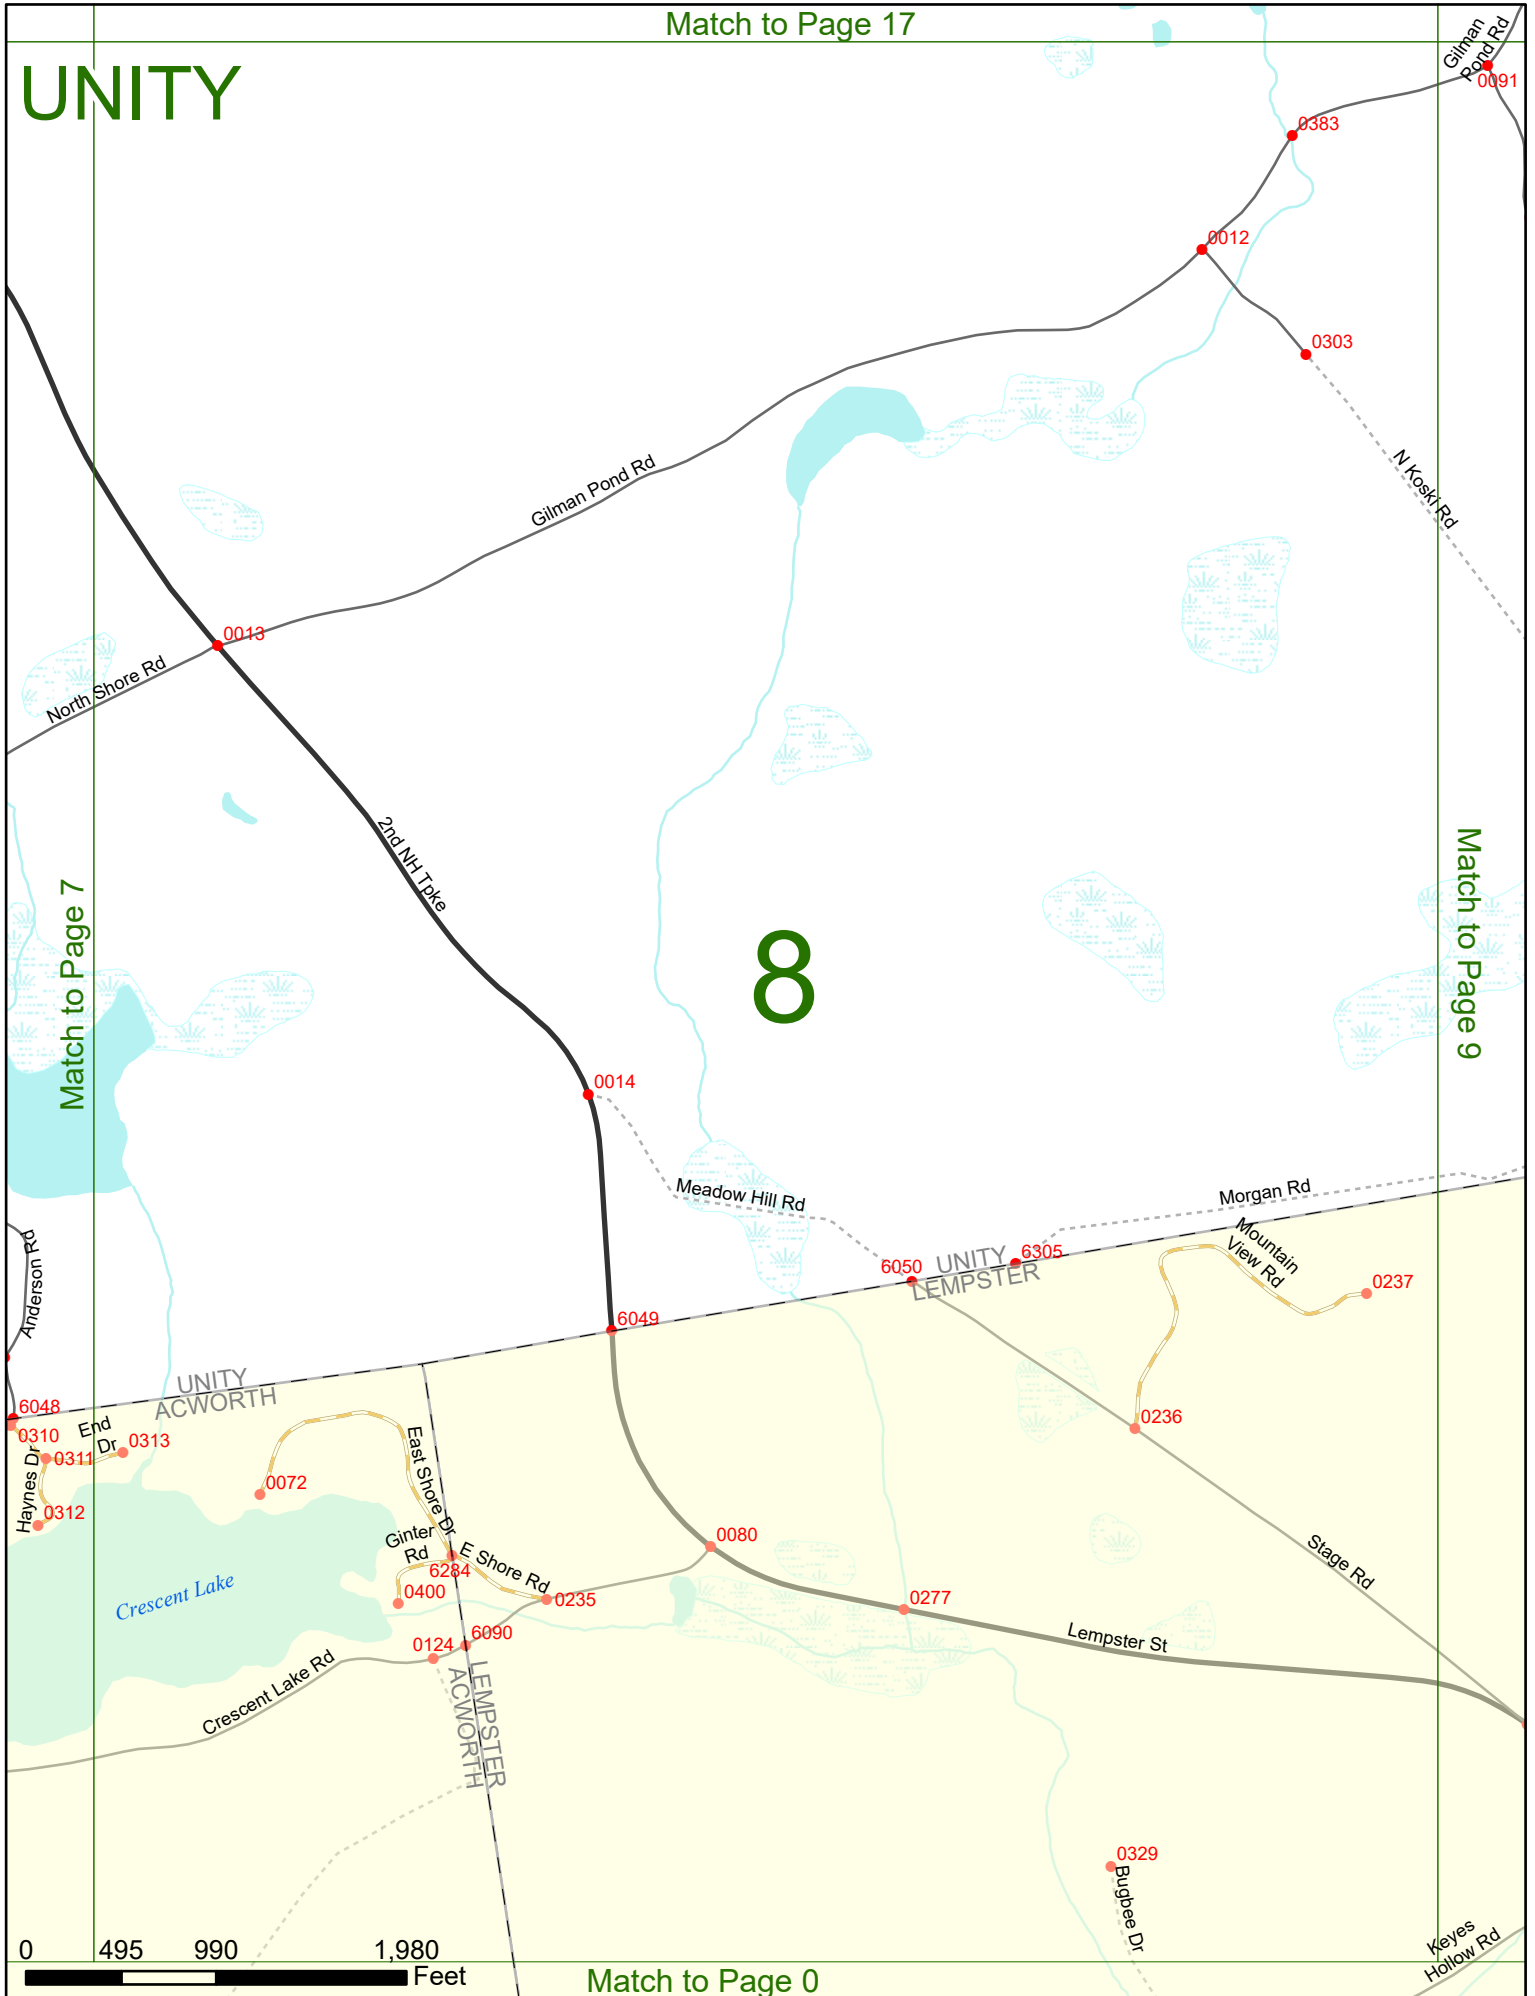 Match to Page 17
UNITY
Gilman
Pond Rd
0091
0383
0012
0303
N Koski Rd
Gilman Pond Rd
0013
North Shore Rd
2nd NH Tpke
Match to Page 7
8
Match to Page 9
0014
Meadow Hill Rd
Morgan Rd
Mountain
View Rd
Anderson Rd
6050
UNITY
LEMPSTER
6305
0237
6049
UNITY
ACWORTH
6048
0310
End
Dr
0313
0311
Haynes Dr
0312
0072
East Shore Dr
0236
Ginter
Rd
6284
E Shore Rd
0080
0400
0235
Crescent Lake
0277
Stage Rd
Lempster St
0124
6090
Crescent Lake Rd
LEMPSTER
ACWORTH
0329
Bugbee Dr
Keyes
Hollow Rd
0 495 990 1,980
Feet
Match to Page 0